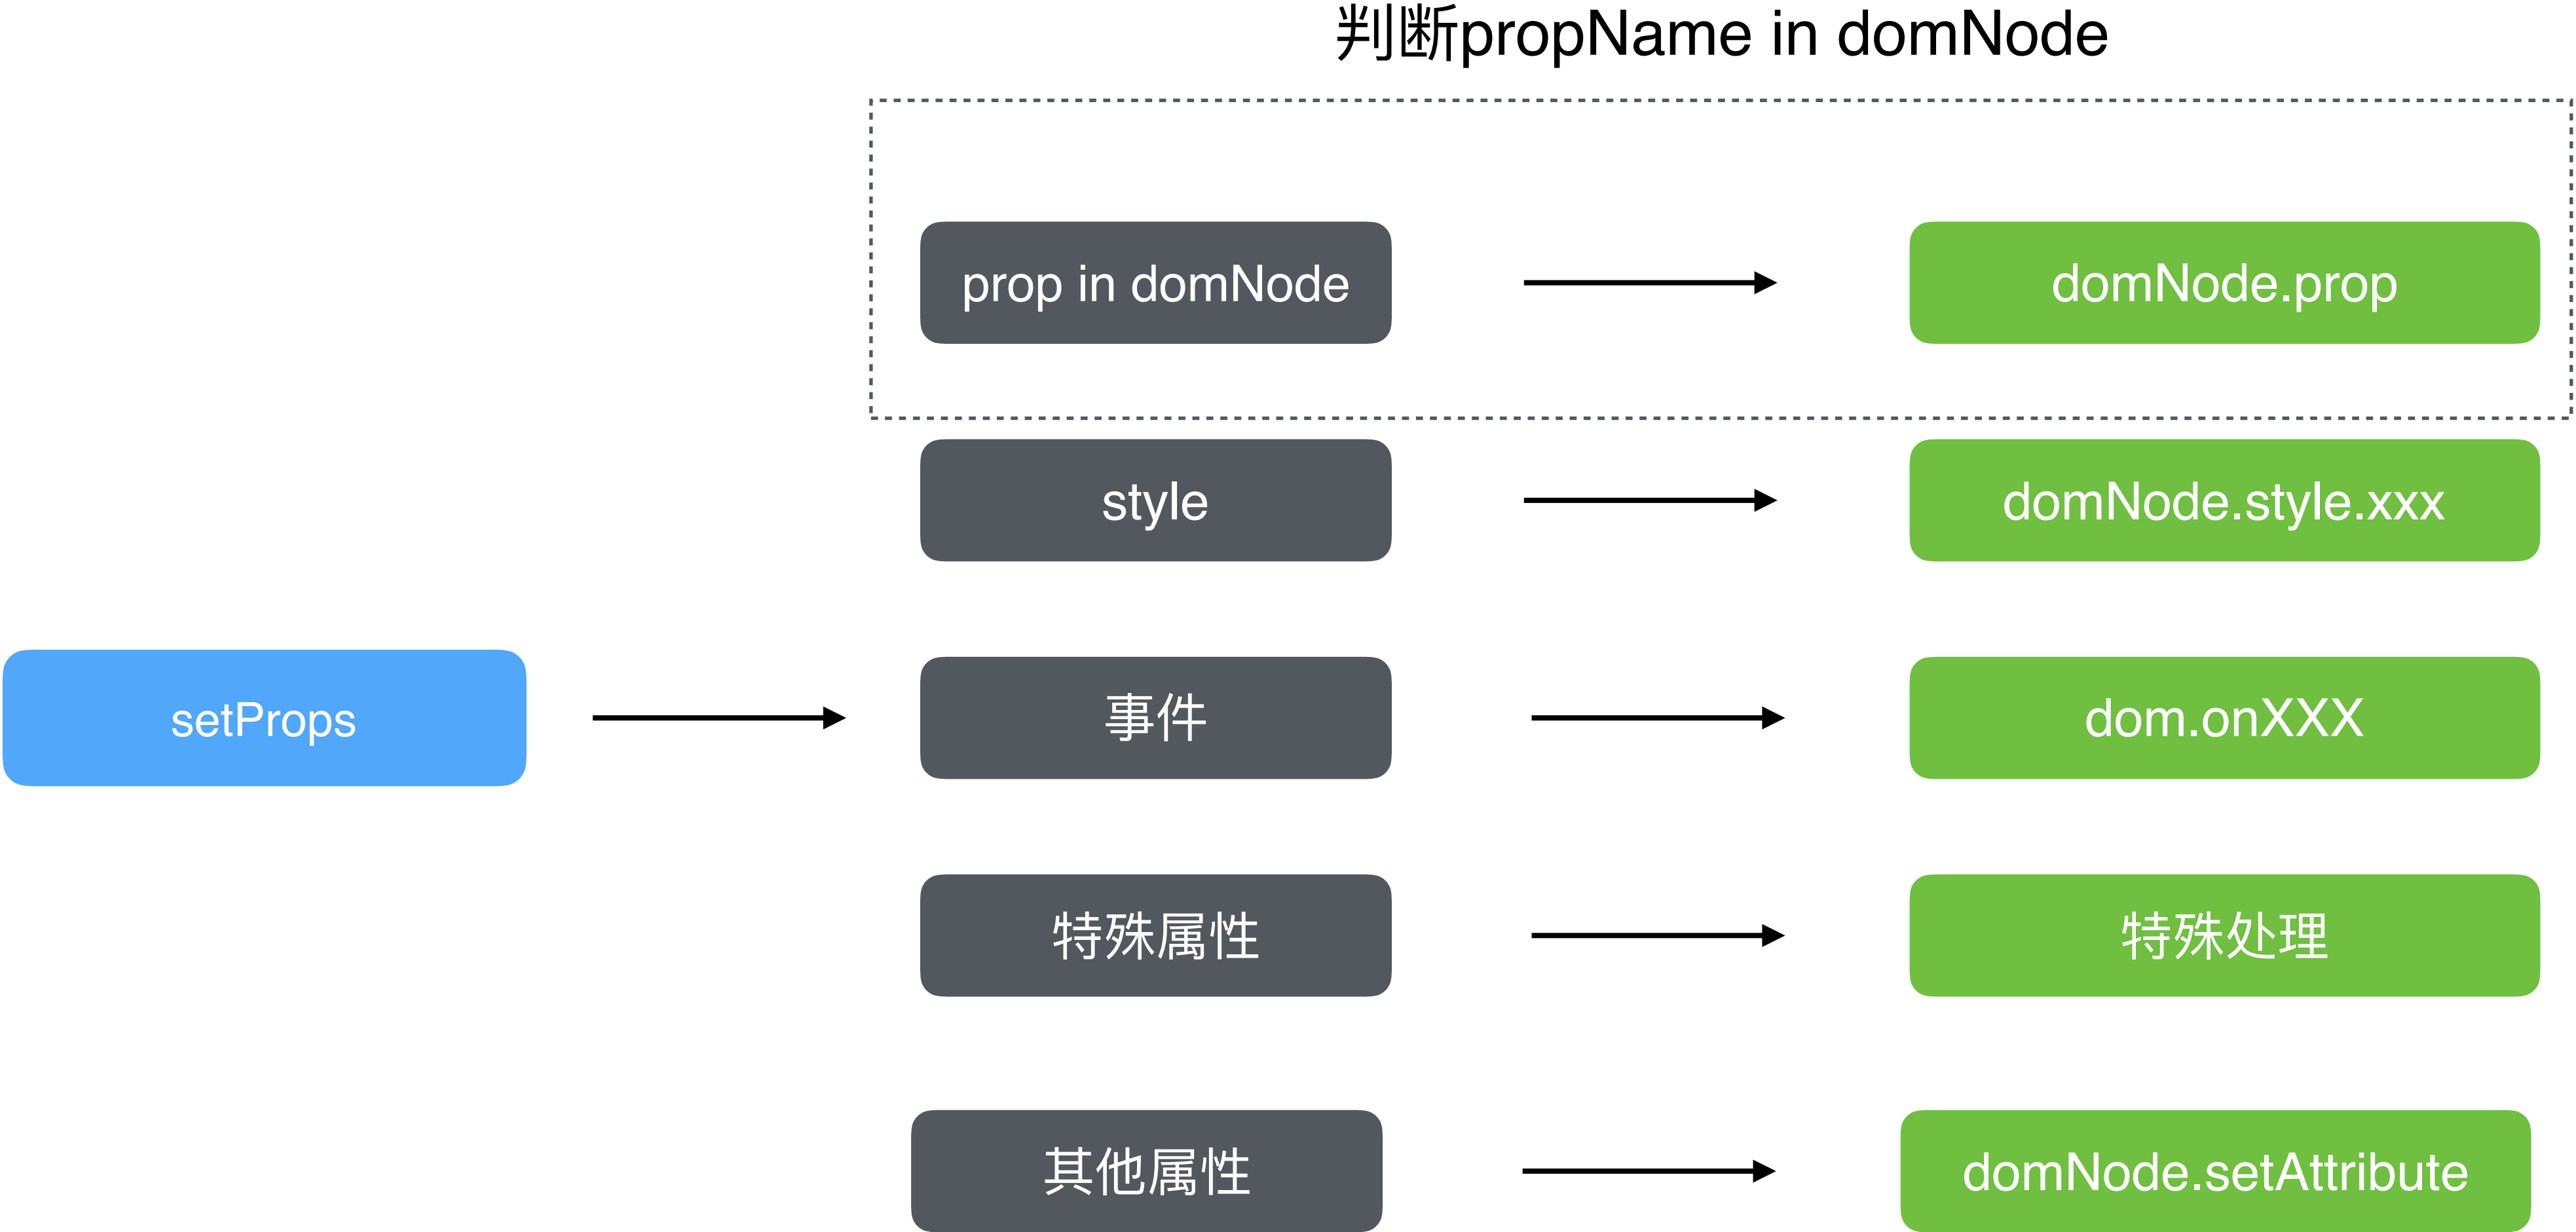 判断propName in domNode
prop in domNode
domNode.prop
style
domNode.style.xxx
setProps
事件
dom.onXXX
特殊属性
特殊处理
其他属性
domNode.setAttribute